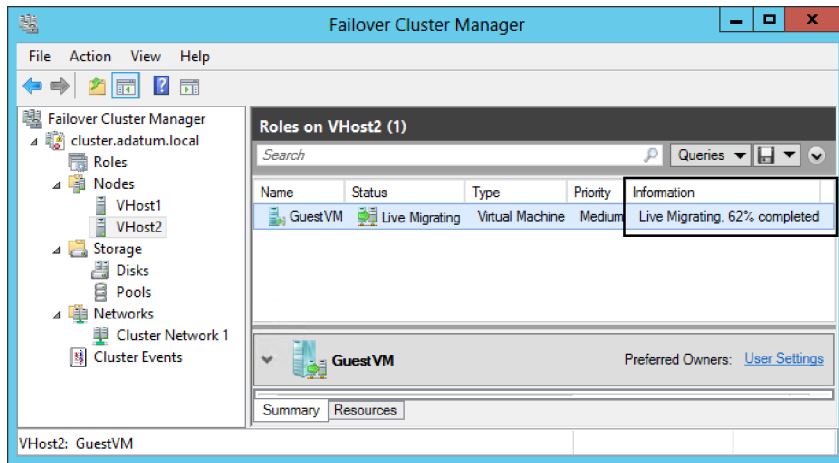 Failover Cluster Manager
File Action View Help
Failover Cluster Manager
cluster.adatum.local
Roles
Nodes
VHost1
VHost2
Storage
Disks
Pools
Networks
Cluster Network 1
Cluster Events
Roles on VHost2 (1)
Search
Queries
Name Status Type Priority Information
GuestVM Live Migrating Virtual Machine Medium Live Migrating, 62% completed
GuestVM Preferred Owners: User Settings
Summary Resources
VHost2: GuestVM